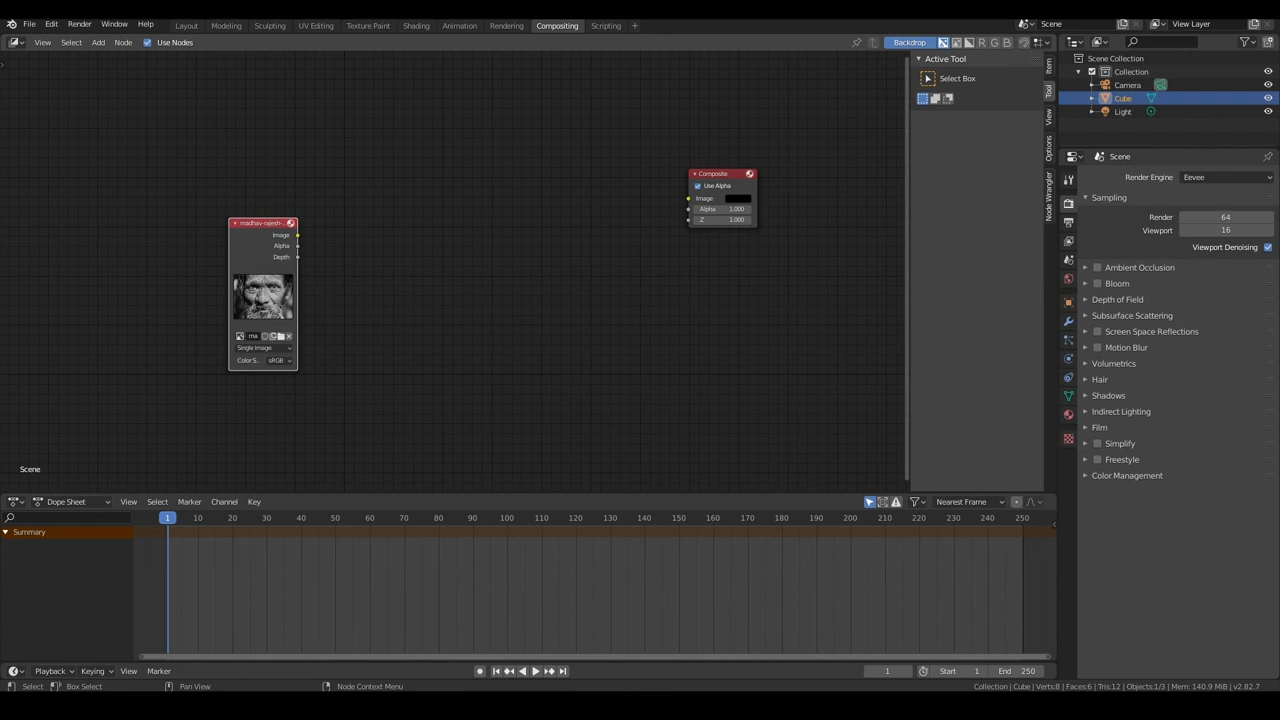 File Edit Render Window Help Layout Modeling Sculpting UV Editing Texture Paint Shading Animation Rendering Compositing Scripting + Scene View Layer
View Select Add Node Use Nodes Backdrop R G B
Active Tool
Select Box
Item
Tool
View
Options
Node Wrangler
Scene Collection
Collection
Camera
Cube
Light
Composite
Use Alpha
Image
Alpha 1.000
Z 1.000
madhav-rajesh-...
Image
Alpha
Depth
ma
Single Image
Color S.. sRGB
Scene
Scene
Render Engine Eevee
Sampling
Render 64
Viewport 16
Viewport Denoising
Ambient Occlusion
Bloom
Depth of Field
Subsurface Scattering
Screen Space Reflections
Motion Blur
Volumetrics
Hair
Shadows
Indirect Lighting
Film
Simplify
Freestyle
Color Management
Dope Sheet View Select Marker Channel Key Nearest Frame
1 10 20 30 40 50 60 70 80 90 100 110 120 130 140 150 160 170 180 190 200 210 220 230 240 250
Summary
Playback Keying View Marker 1 Start 1 End 250
Select Box Select Pan View Node Context Menu Collection | Cube | Verts:8 | Faces:6 | Tris:12 | Objects:1/3 | Mem: 140.9 MiB | v2.82.7